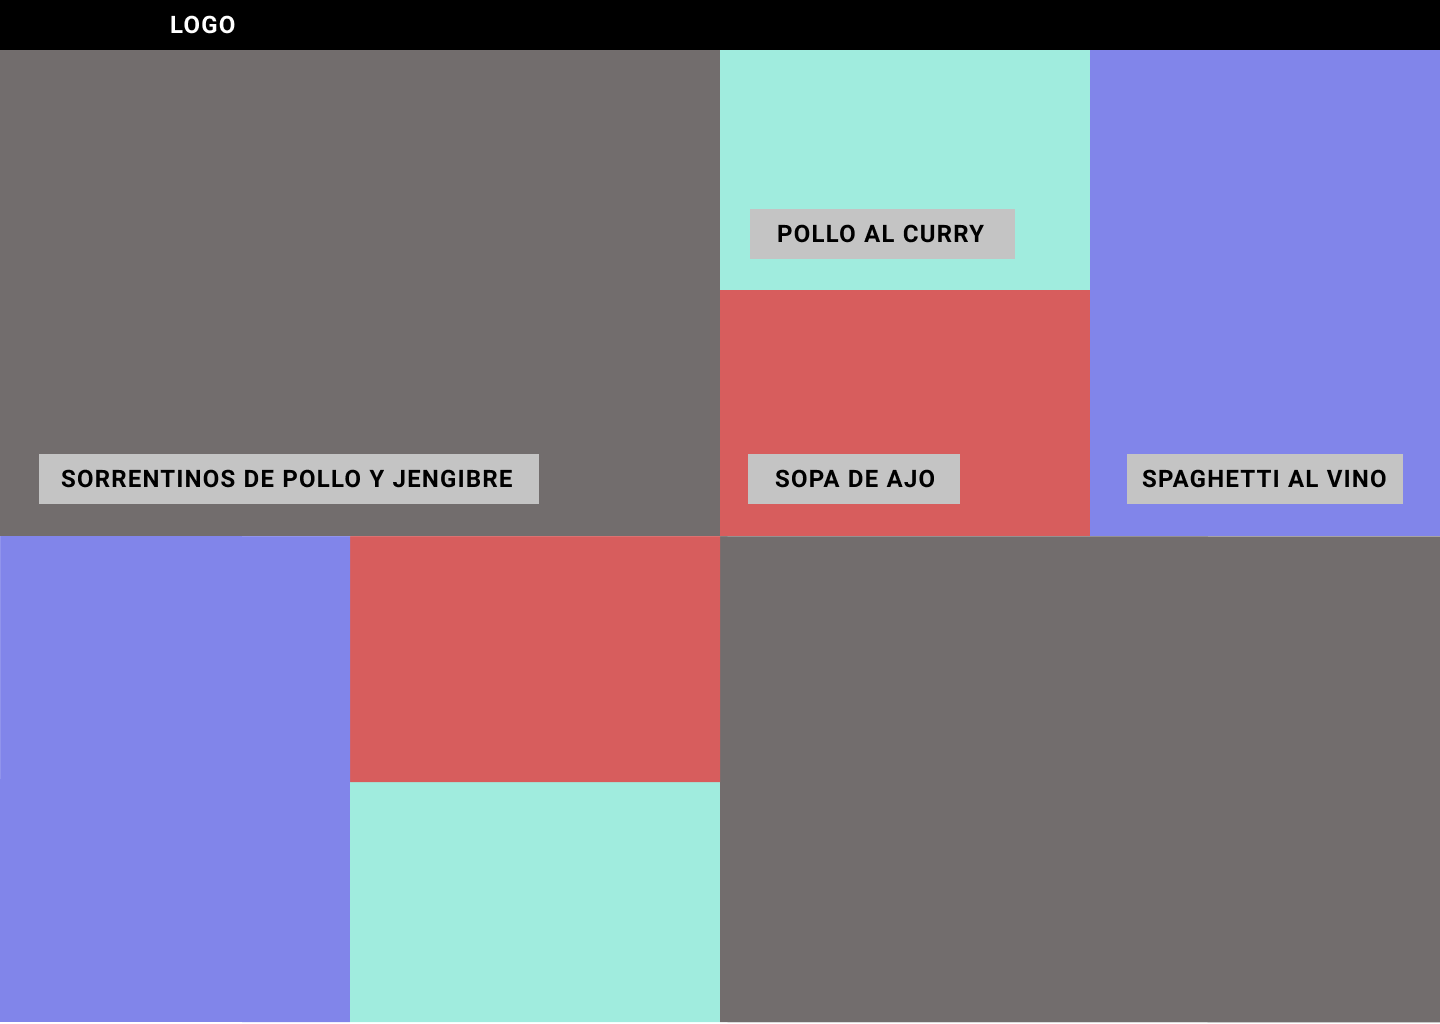 LOGO
POLLO AL CURRY
SORRENTINOS DE POLLO Y JENGIBRE
SOPA DE AJO
SPAGHETTI AL VINO